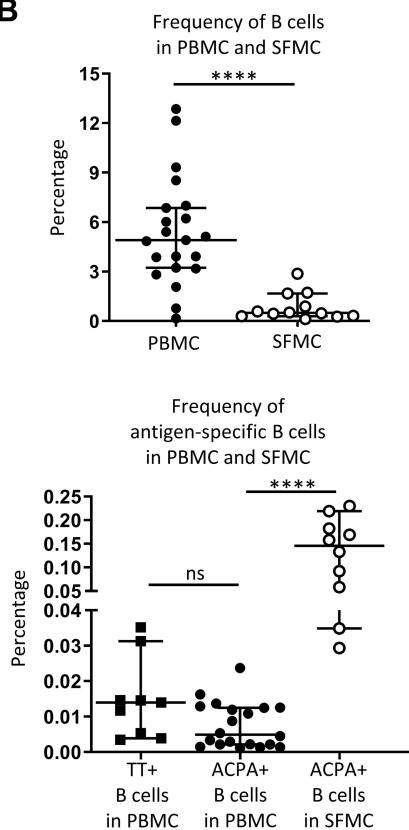 B
Frequency of B cells
in PBMC and SFMC
****
15
12
9
6
3
0
Percentage
PBMC
SFMC
Frequency of
antigen-specific B cells
in PBMC and SFMC
****
ns
0.25
0.20
0.15
0.10
0.05
0.04
0.03
0.02
0.01
0.00
Percentage
TT+
B cells
in PBMC
ACPA+
B cells
in PBMC
ACPA+
B cells
in SFMC